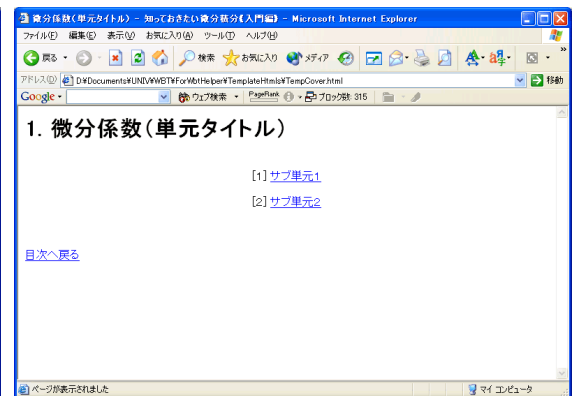 微分係数(単元タイトル) - 知っておきたい微分積分【入門編】 - Microsoft Internet Explorer
ファイル(F) 編集(E) 表示(V) お気に入り(A) ツール(T) ヘルプ(H)
戻る 検索 お気に入り メディア
アドレス(D) D:¥Documents¥UNIV¥WBT¥ForWbtHelper¥TemplateHtmls¥TempCover.html 移動
Google ウェブ検索 PageRank ブロック数: 315
1. 微分係数(単元タイトル)
[1] サブ単元1
[2] サブ単元2
目次へ戻る
ページが表示されました マイ コンピュータ